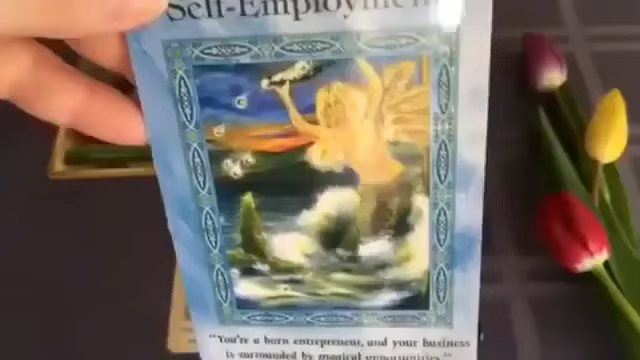 Self-Employment
"You're a born entrepreneur, and your business
is surrounded by magical opportunities."